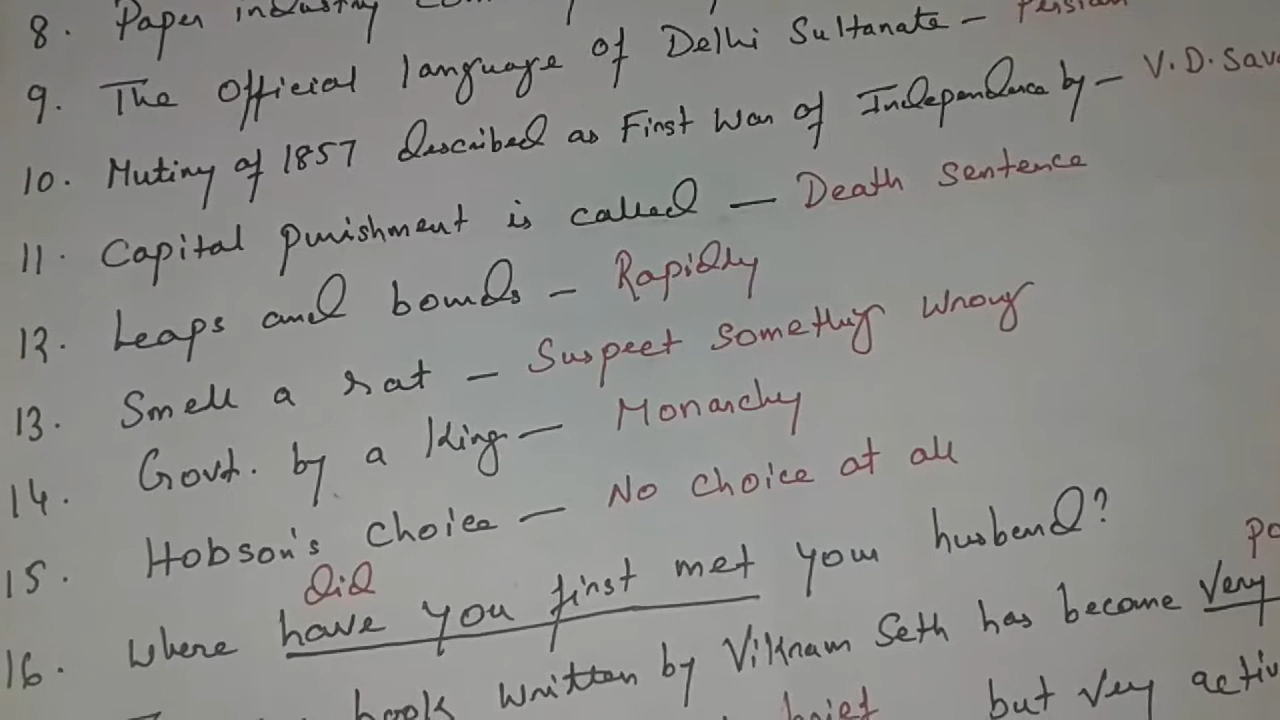 8. Paper industry
9. The Official language of Delhi Sultanate - Persian
10. Mutiny of 1857 described as First War of Independence by - V.D. Sav
11. Capital punishment is called - Death sentence
12. Leaps and bounds - Rapidly
13. Smell a rat - Suspect something wrong
14. Govt. by a King - Monarchy
15. Hobson's choice - No choice at all
did
16. Where have you first met your husband?
book written by Vikram Seth has become very
brief but very